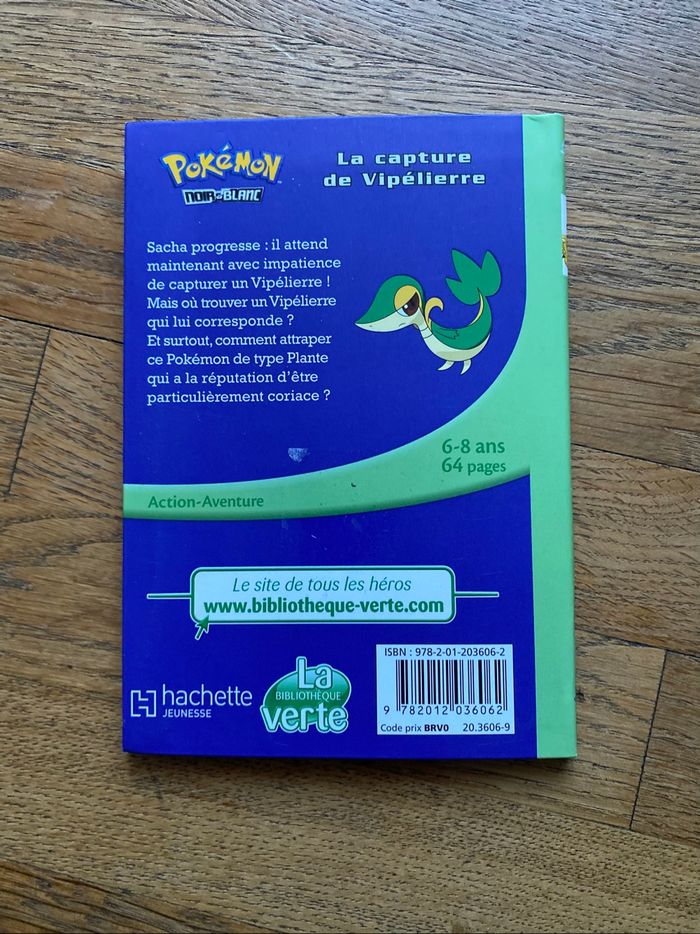 POKéMON
NOIR et BLANC
La capture
de Vipélierre
Sacha progresse : il attend
maintenant avec impatience
de capturer un Vipélierre !
Mais où trouver un Vipélierre
qui lui corresponde ?
Et surtout, comment attraper
ce Pokémon de type Plante
qui a la réputation d’être
particulièrement coriace ?
6-8 ans
64 pages
Action-Aventure
Le site de tous les héros
www.bibliotheque-verte.com
hachette
JEUNESSE
La
BIBLIOTHÈQUE
verte
ISBN : 978-2-01-203606-2
9 782012 036062
Code prix BRV0 20.3606-9